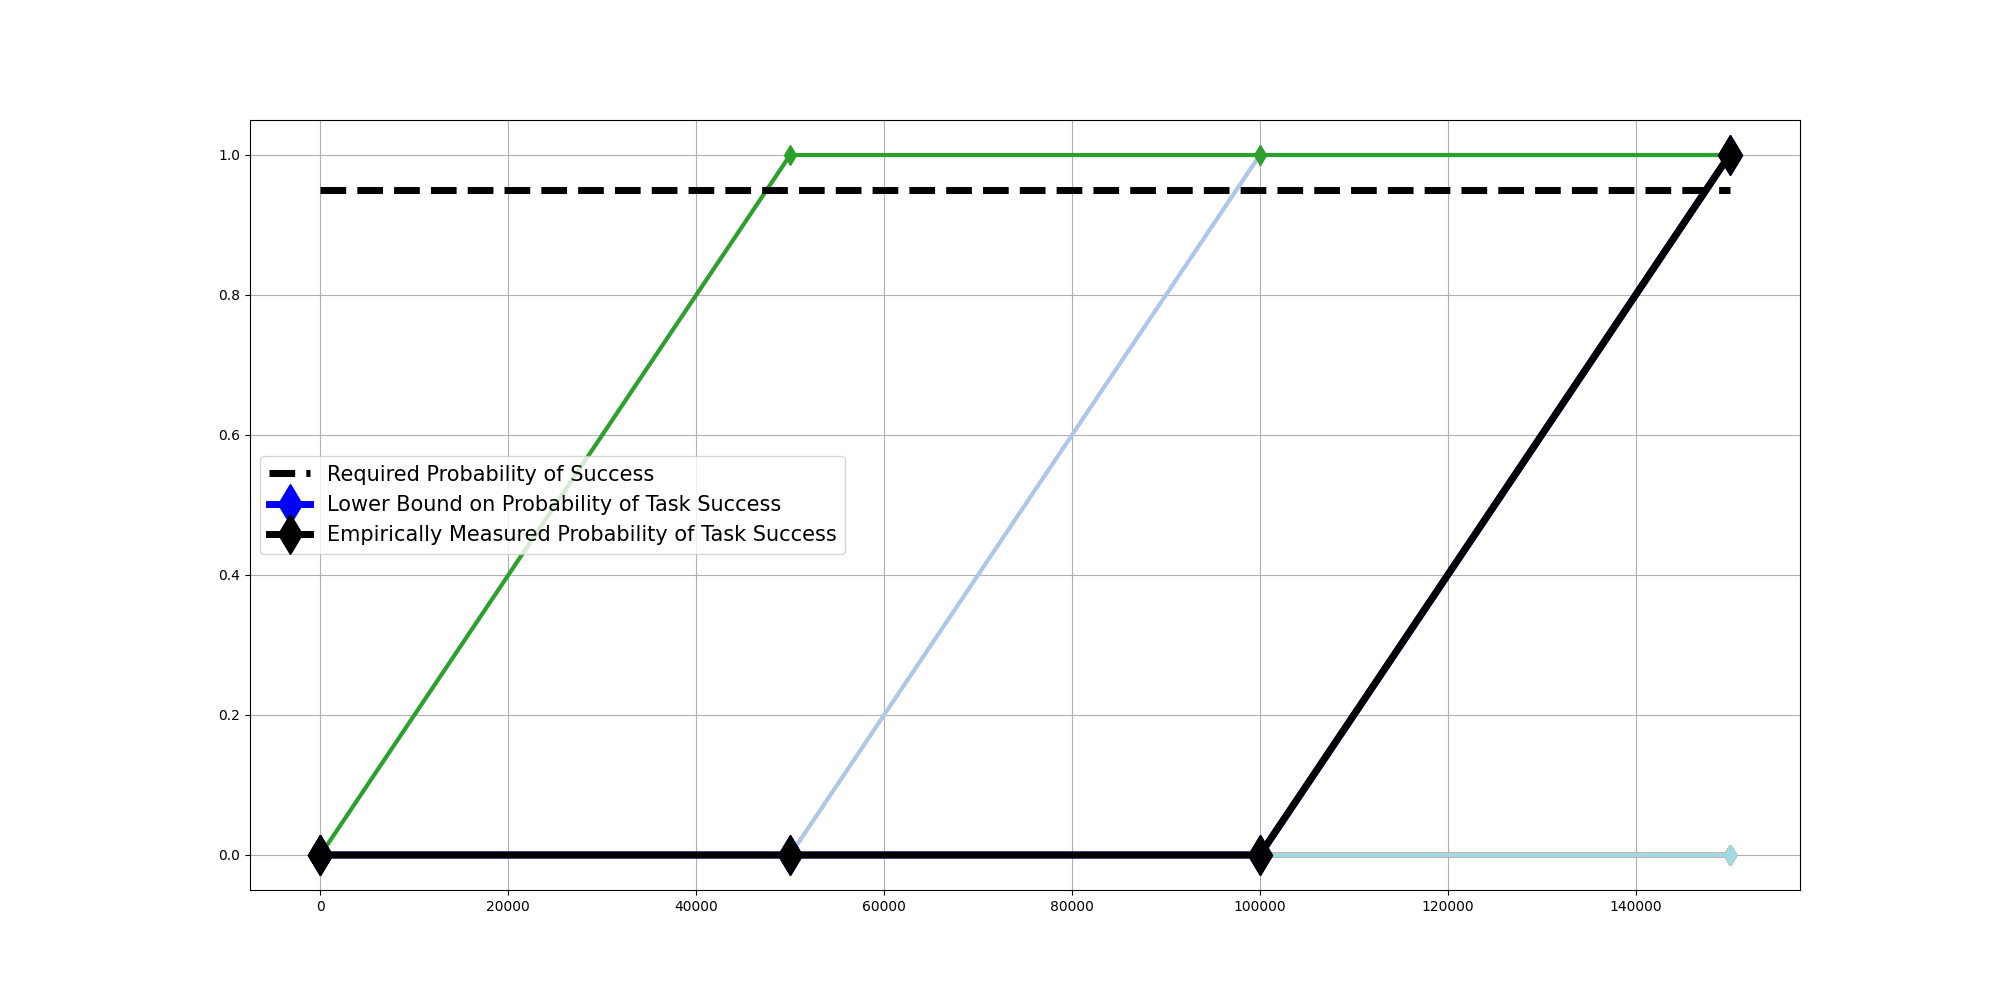 1.0
0.8
0.6
Required Probability of Success
Lower Bound on Probability of Task Success
Empirically Measured Probability of Task Success
0.4
0.2
0.0
0 20000 40000 60000 80000 100000 120000 140000